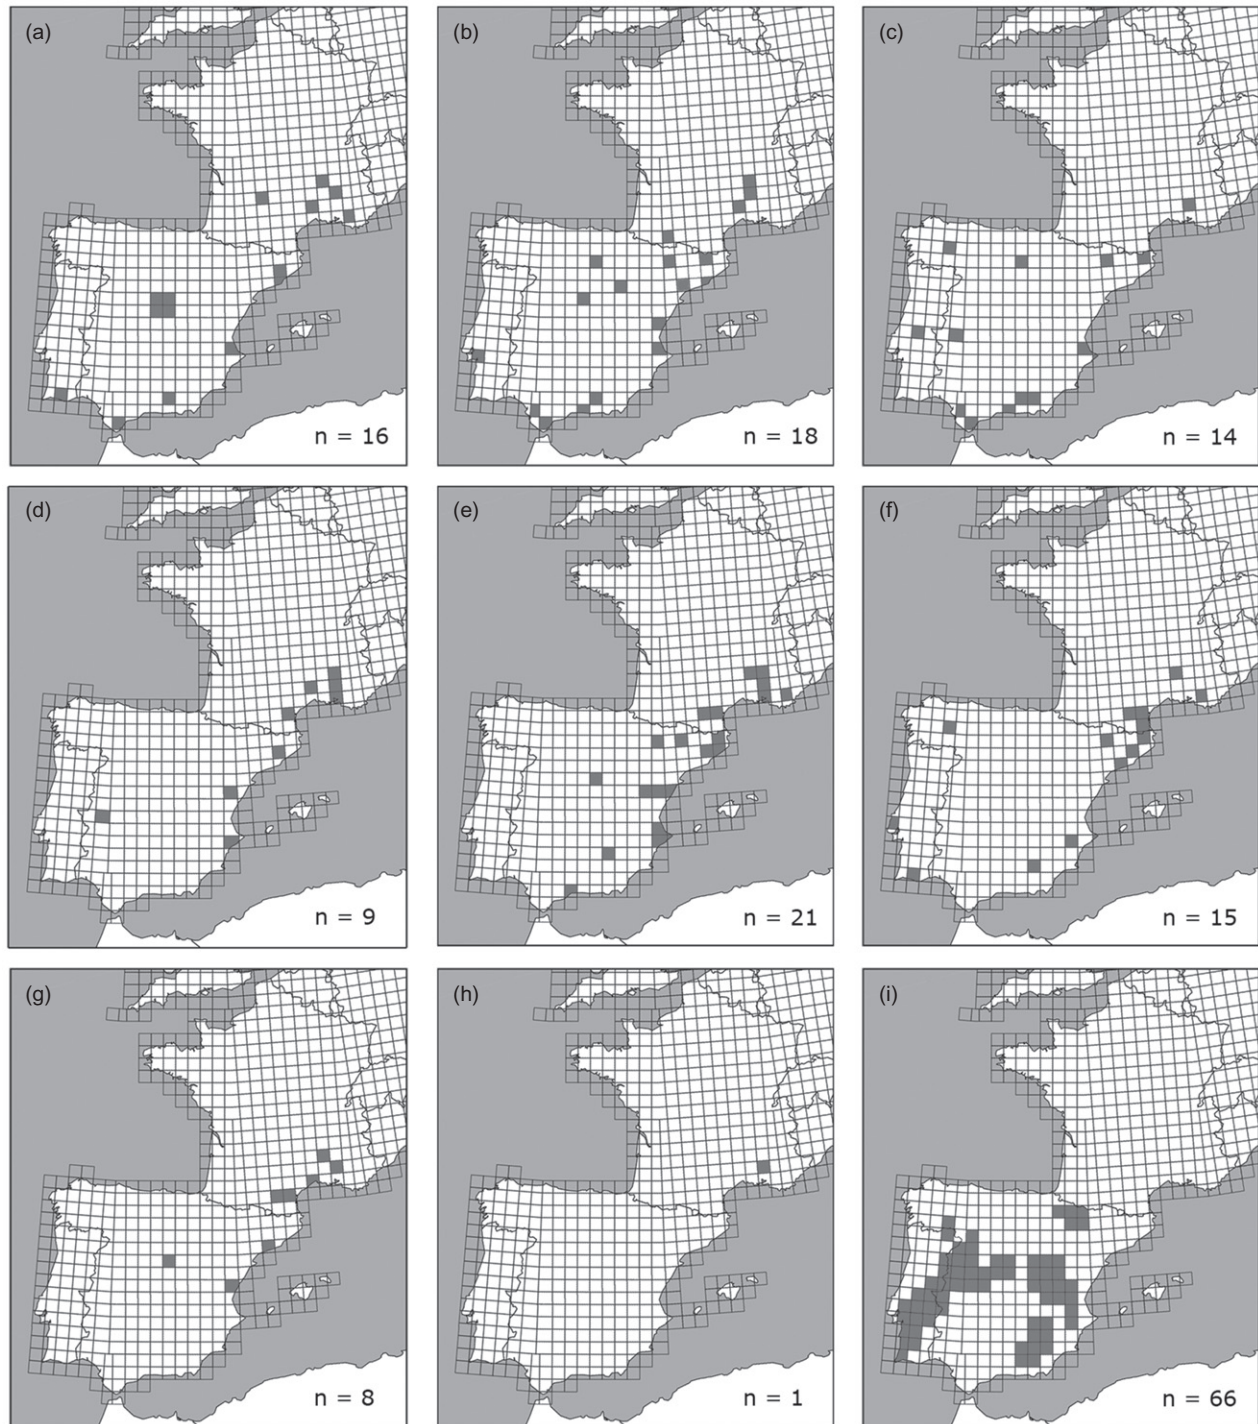 (a)
(b)
(c)
n = 16
n = 18
n = 14
(d)
(e)
(f)
n = 9
n = 21
n = 15
(g)
(h)
(i)
n = 8
n = 1
n = 66